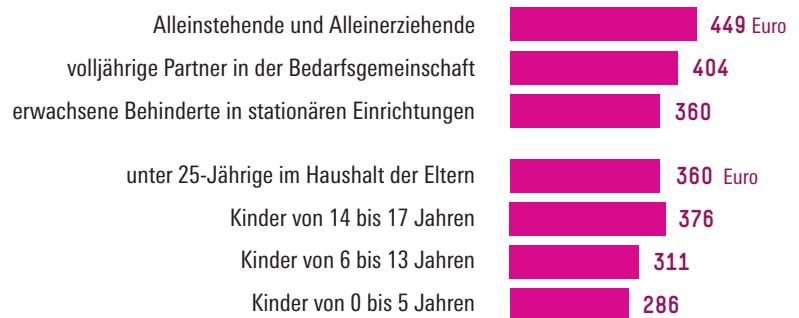 Alleinstehende und Alleinerziehende 449 Euro
volljährige Partner in der Bedarfsgemeinschaft 404
erwachsene Behinderte in stationären Einrichtungen 360
unter 25-Jährige im Haushalt der Eltern 360 Euro
Kinder von 14 bis 17 Jahren 376
Kinder von 6 bis 13 Jahren 311
Kinder von 0 bis 5 Jahren 286